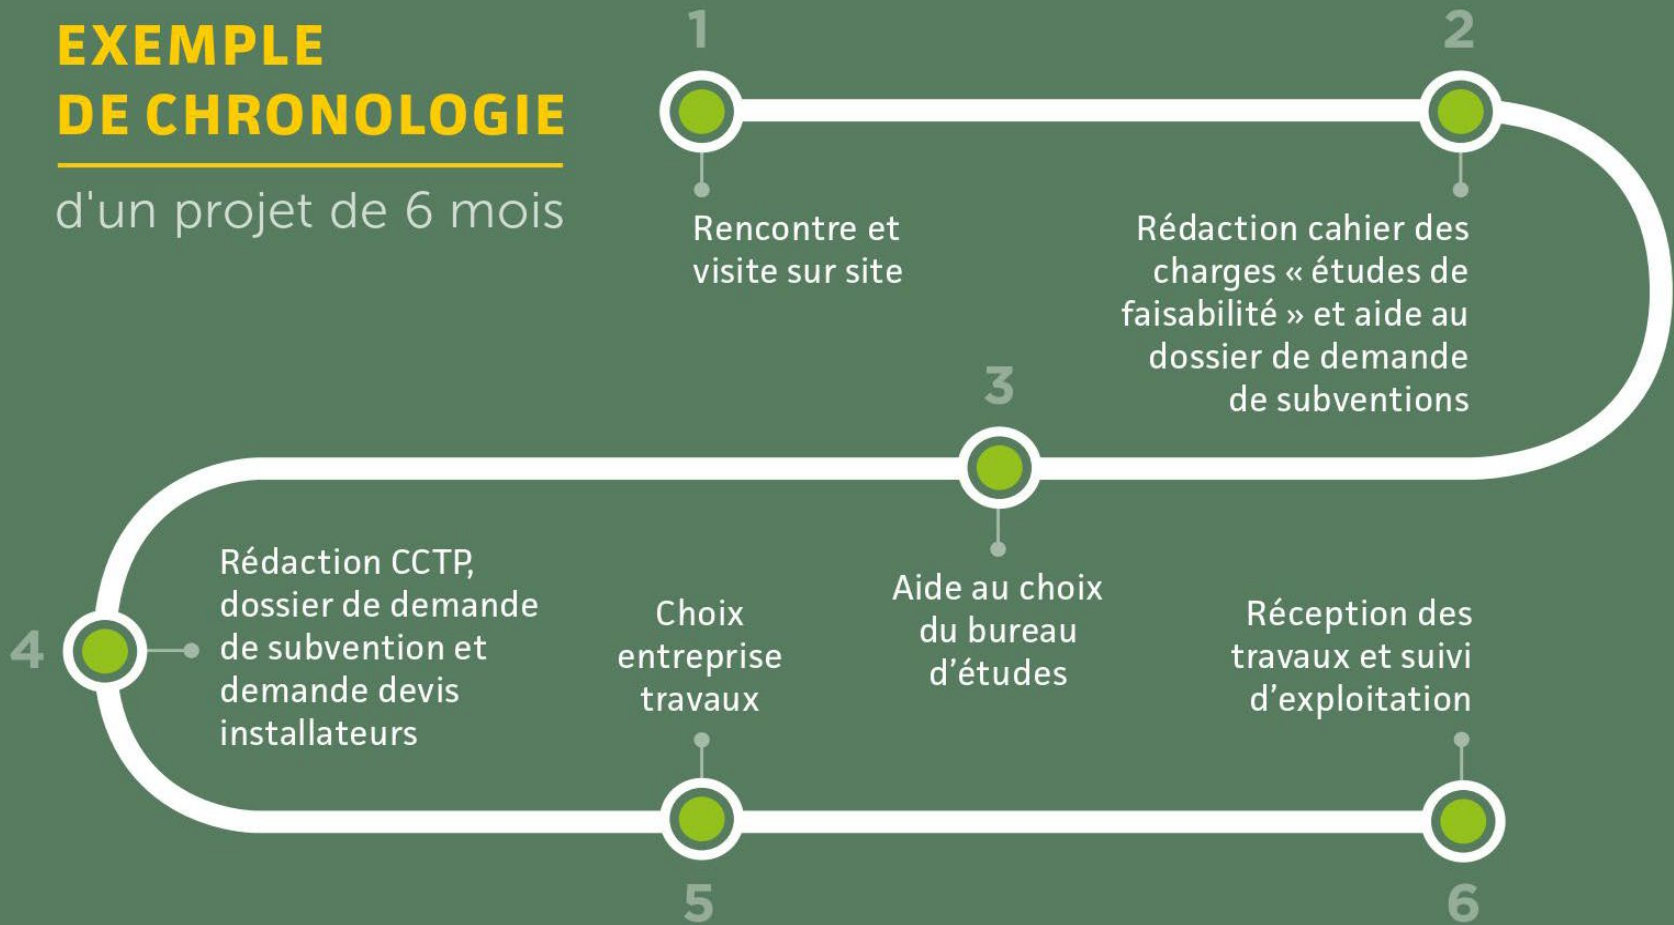 EXEMPLE
DE CHRONOLOGIE
d'un projet de 6 mois
1
Rencontre et
visite sur site
2
Rédaction cahier des
charges « études de
faisabilité » et aide au
dossier de demande
de subventions
3
Aide au choix
du bureau
d’études
4
Rédaction CCTP,
dossier de demande
de subvention et
demande devis
installateurs
Choix
entreprise
travaux
5
Réception des
travaux et suivi
d’exploitation
6